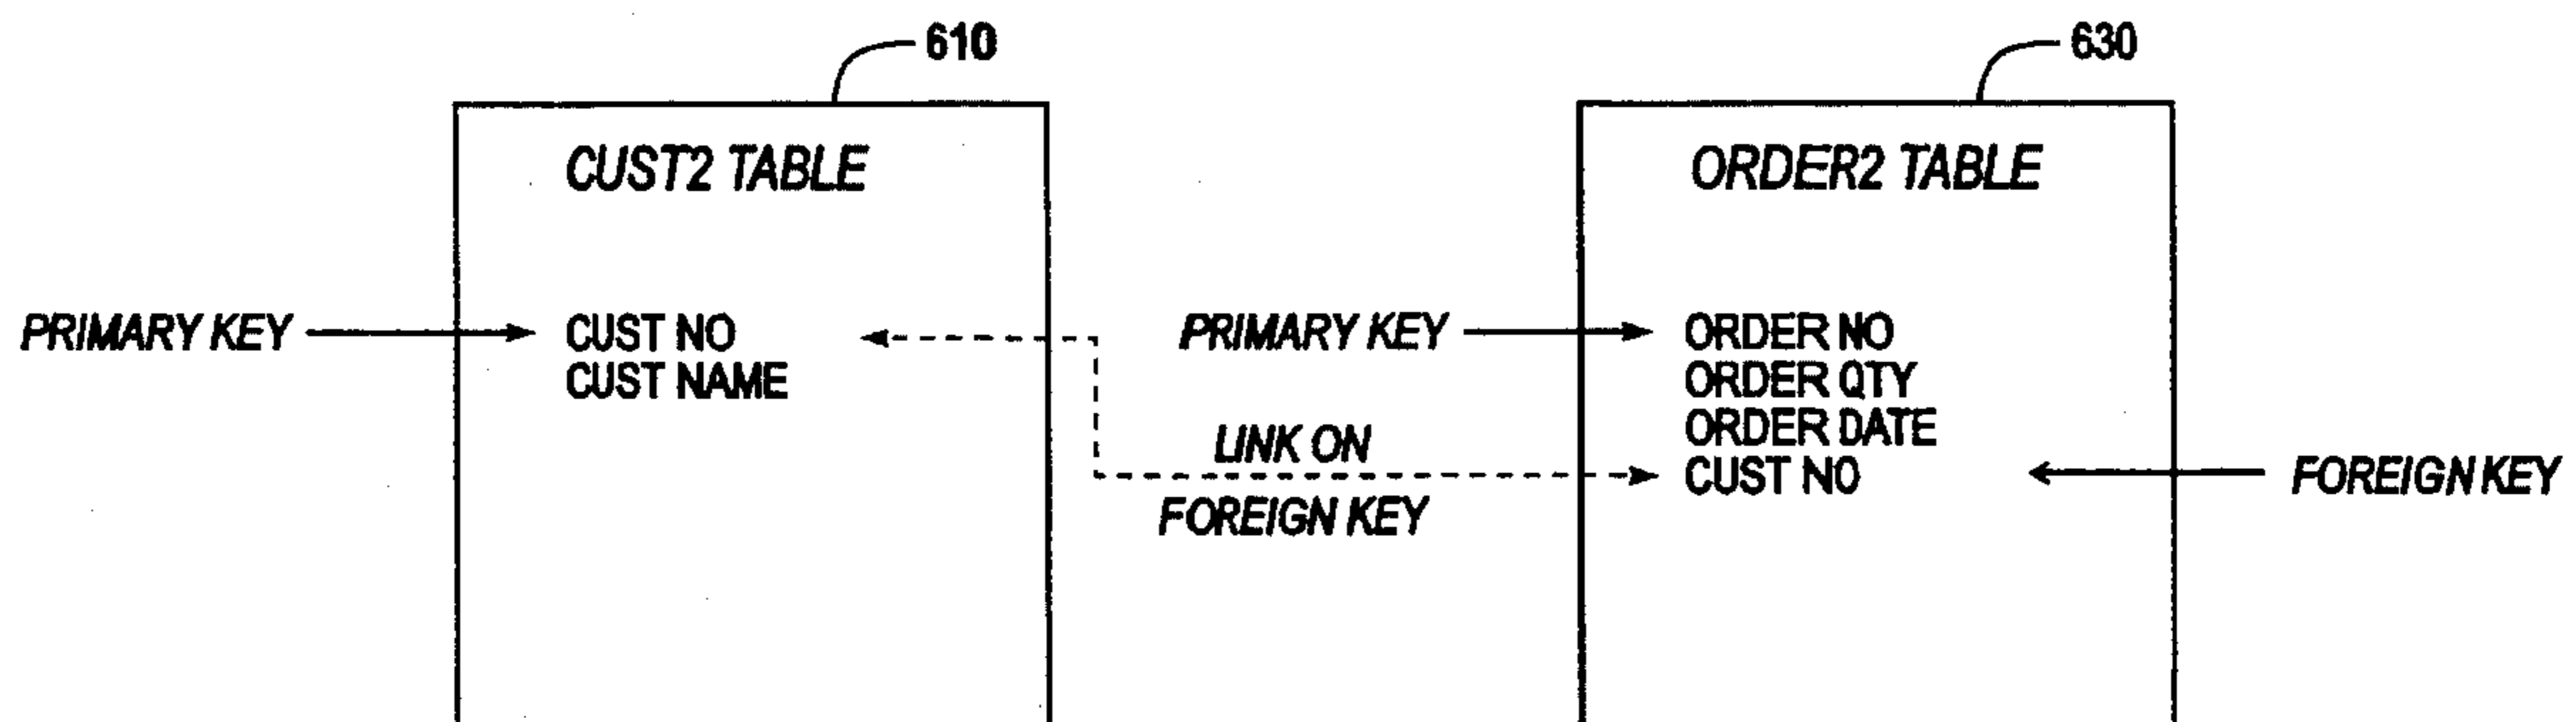 610
630
CUST2 TABLE
ORDER2 TABLE
PRIMARY KEY
CUST NO
CUST NAME
PRIMARY KEY
ORDER NO
ORDER QTY
ORDER DATE
CUST NO
LINK ON
FOREIGN KEY
FOREIGN KEY